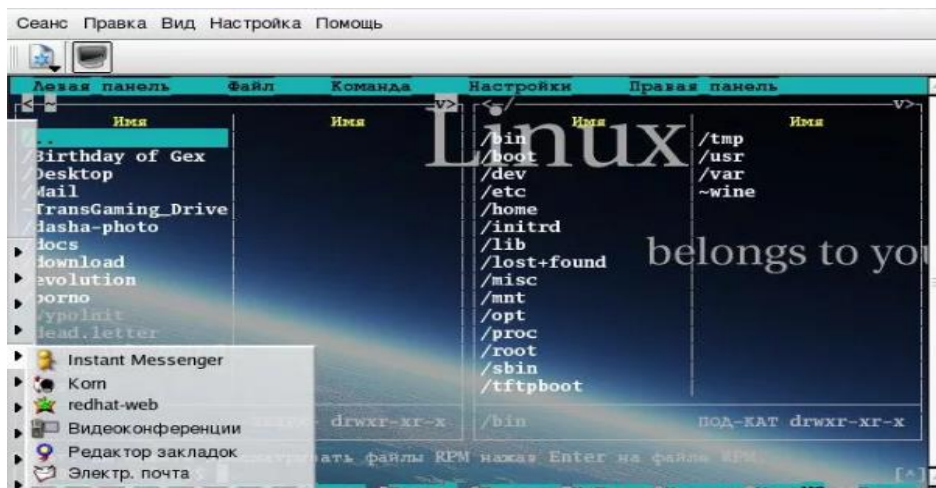 Сеанс Правка Вид Настройка Помощь
Левая панель Файл Команда Настройки Правая панель
<~ v> <-/ v>
Имя Имя Имя Имя
/..
/Birthday of Gex
/Desktop
/Mail
~TransGaming_Drive
/dasha-photo
/docs
/download
/evolution
/porno
dead.letter
/bin
/boot
/dev
/etc
/home
/initrd
/lib
/lost+found
/misc
/mnt
/opt
/proc
/root
/sbin
/tftpboot
/tmp
/usr
/var
~wine
Linux
belongs to you
Instant Messenger
Korn
redhat-web
Видеоконференции
Редактор закладок
Электр. почта
drwxr-xr-x
/bin ПОД-КАТ drwxr-xr-x
файлы RPM нажав Enter на файле RPM.
[^]